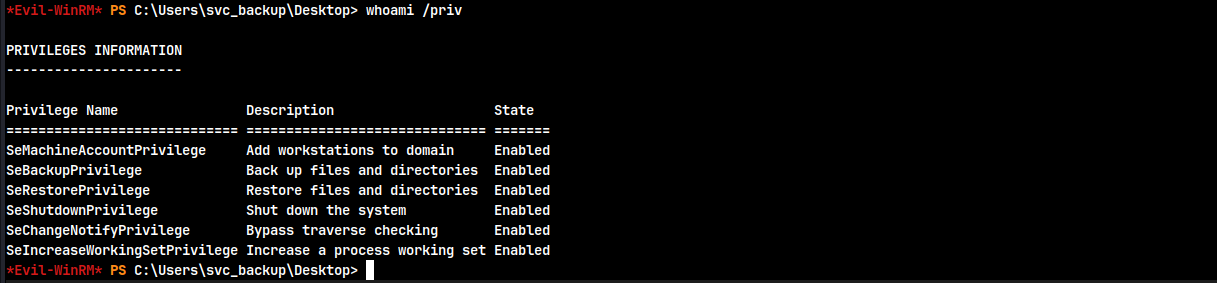 *Evil-WinRM* PS C:\Users\svc_backup\Desktop> whoami /priv
PRIVILEGES INFORMATION
----------------------
Privilege Name                Description                    State
============================= ============================== =======
SeMachineAccountPrivilege     Add workstations to domain     Enabled
SeBackupPrivilege             Back up files and directories  Enabled
SeRestorePrivilege            Restore files and directories  Enabled
SeShutdownPrivilege           Shut down the system           Enabled
SeChangeNotifyPrivilege       Bypass traverse checking       Enabled
SeIncreaseWorkingSetPrivilege Increase a process working set Enabled
*Evil-WinRM* PS C:\Users\svc_backup\Desktop>